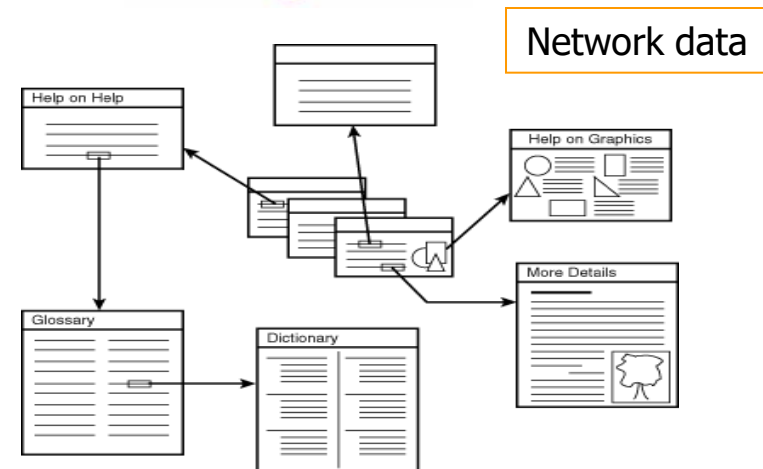 Network data
Help on Help
Help on Graphics
More Details
Glossary
Dictionary